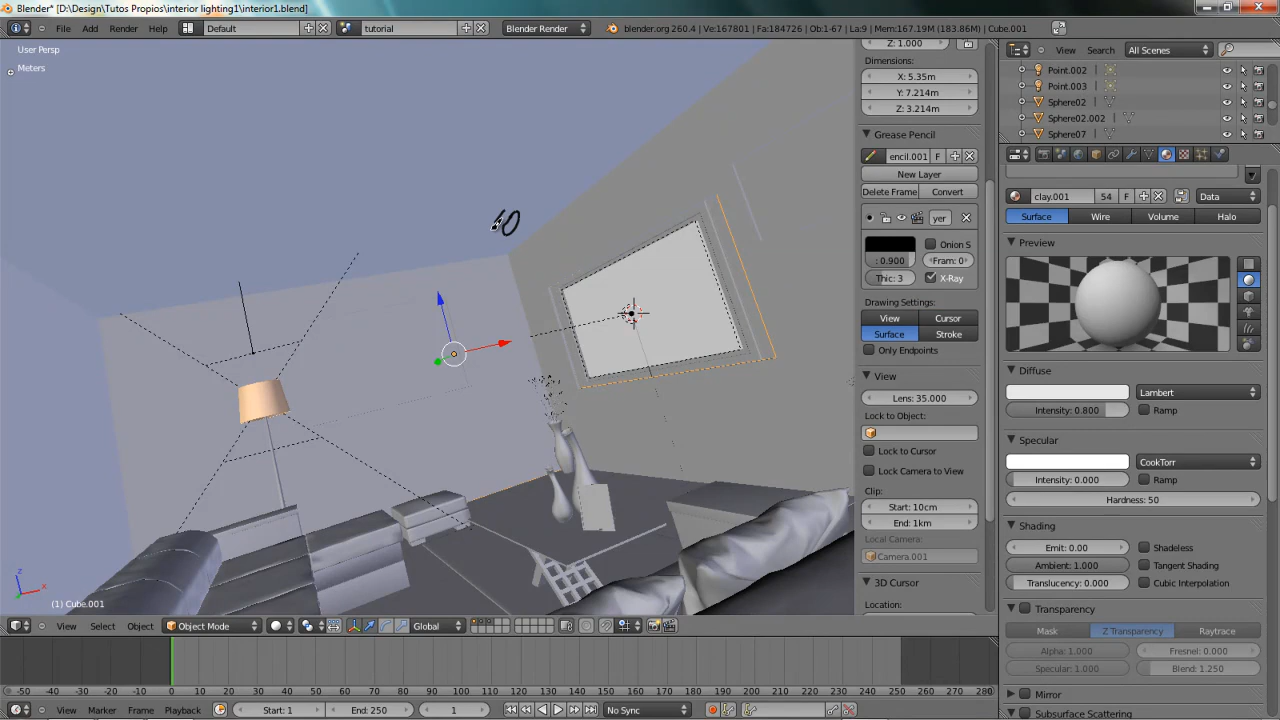 Blender* [D:\Design\Tutos Propios\interior lighting1\interior1.blend]
File Add Render Help Default tutorial Blender Render blender.org 260.4 | Ve:167801 | Fa:184726 | Ob:1-67 | La:9 | Mem:167.19M (183.86M) | Cube.001
User Persp
Meters
50
z
x
(1) Cube.001
Z: 1.000
Dimensions:
X: 5.35m
Y: 7.214m
Z: 3.214m
Grease Pencil
encil.001 F
New Layer
Delete Frame Convert
yer
Onion S
: 0.900 Fram: 0
Thic: 3 X-Ray
Drawing Settings:
View Cursor
Surface Stroke
Only Endpoints
View
Lens: 35.000
Lock to Object:
Lock to Cursor
Lock Camera to View
Clip:
Start: 10cm
End: 1km
Local Camera:
Camera.001
3D Cursor
Location:
View Search All Scenes
Point.002
Point.003
Sphere02
Sphere02.002
Sphere07
clay.001 54 F Data
Surface Wire Volume Halo
Preview
Diffuse
Lambert
Intensity: 0.800 Ramp
Specular
CookTorr
Intensity: 0.000 Ramp
Hardness: 50
Shading
Emit: 0.00 Shadeless
Ambient: 1.000 Tangent Shading
Translucency: 0.000 Cubic Interpolation
Transparency
Mask Z Transparency Raytrace
Alpha: 1.000 Fresnel: 0.000
Specular: 1.000 Blend: 1.250
Mirror
Subsurface Scattering
View Select Object Object Mode Global
-50 -40 -30 -20 -10 0 10 20 30 40 50 60 70 80 90 100 110 120 130 140 150 160 170 180 190 200 210 220 230 240 250 260 270 280
View Marker Frame Playback Start: 1 End: 250 1 No Sync